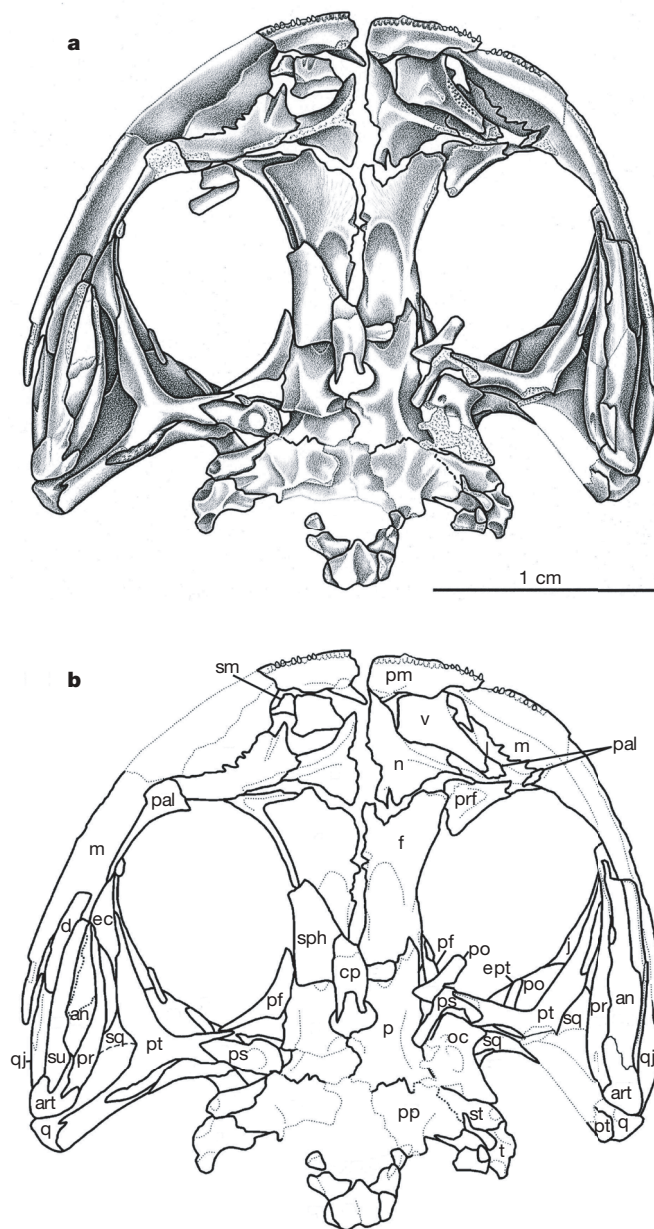 a
1 cm
b
sm
pm
v
j
m
pal
n
pal
prf
m
f
d
ec
sph
pf
po
cp
ept
po
j
an
pf
ps
pt
sq
pr
an
qj
su
pr
sq
pt
ps
p
oc
sq
qj
art
art
q
pp
st
pt
q
t